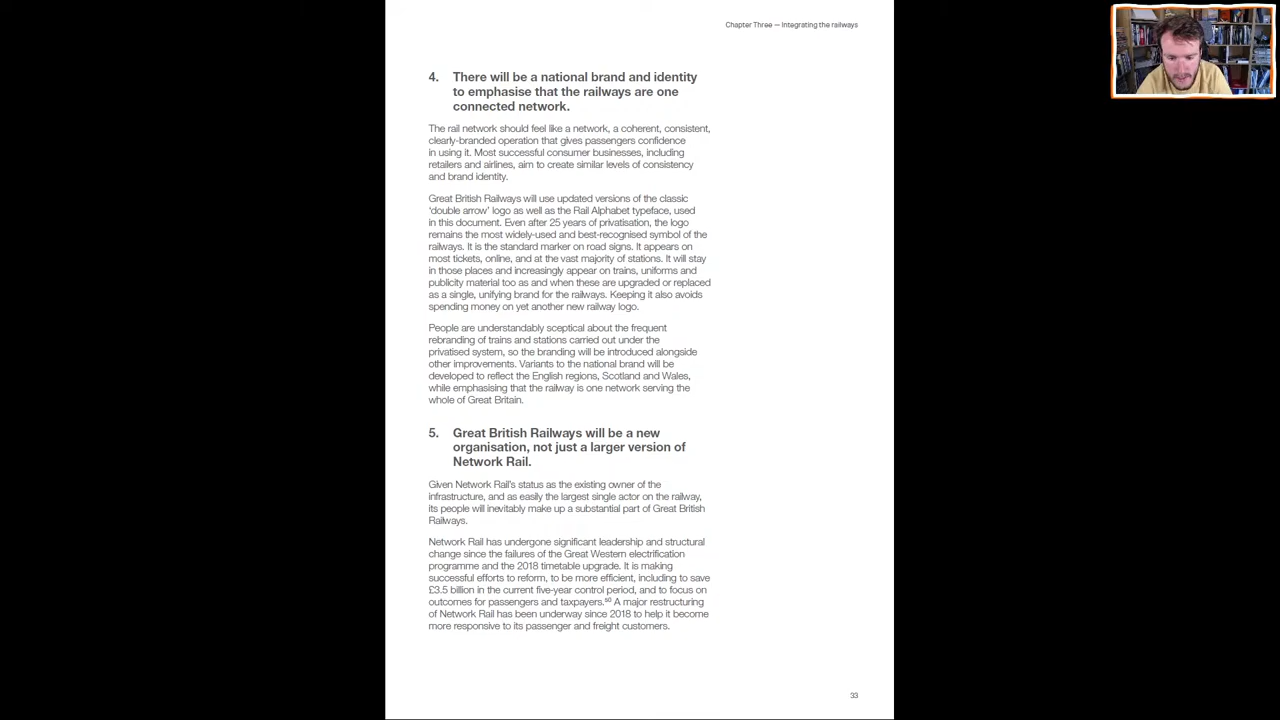 Chapter Three — Integrating the railways
4. There will be a national brand and identity
to emphasise that the railways are one
connected network.
The rail network should feel like a network, a coherent, consistent,
clearly-branded operation that gives passengers confidence
in using it. Most successful consumer businesses, including
retailers and airlines, aim to create similar levels of consistency
and brand identity.
Great British Railways will use updated versions of the classic
‘double arrow’ logo as well as the Rail Alphabet typeface, used
in this document. Even after 25 years of privatisation, the logo
remains the most widely-used and best-recognised symbol of the
railways. It is the standard marker on road signs. It appears on
most tickets, online, and at the vast majority of stations. It will stay
in those places and increasingly appear on trains, uniforms and
publicity material too as and when these are upgraded or replaced
as a single, unifying brand for the railways. Keeping it also avoids
spending money on yet another new railway logo.
People are understandably sceptical about the frequent
rebranding of trains and stations carried out under the
privatised system, so the branding will be introduced alongside
other improvements. Variants to the national brand will be
developed to reflect the English regions, Scotland and Wales,
while emphasising that the railway is one network serving the
whole of Great Britain.
5. Great British Railways will be a new
organisation, not just a larger version of
Network Rail.
Given Network Rail’s status as the existing owner of the
infrastructure, and as easily the largest single actor on the railway,
its people will inevitably make up a substantial part of Great British
Railways.
Network Rail has undergone significant leadership and structural
change since the failures of the Great Western electrification
programme and the 2018 timetable upgrade. It is making
successful efforts to reform, to be more efficient, including to save
£3.5 billion in the current five-year control period, and to focus on
outcomes for passengers and taxpayers.⁵⁰ A major restructuring
of Network Rail has been underway since 2018 to help it become
more responsive to its passenger and freight customers.
33